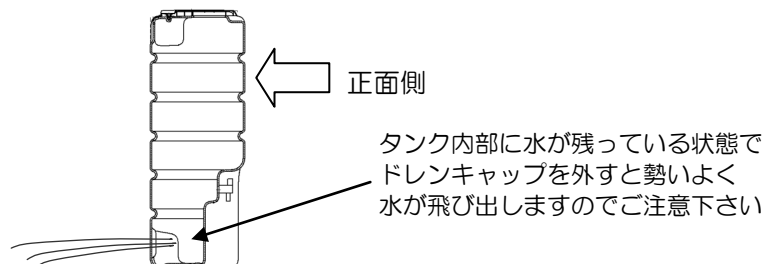 正面側
タンク内部に水が残っている状態で
ドレンキャップを外すと勢いよく
水が飛び出しますのでご注意下さい